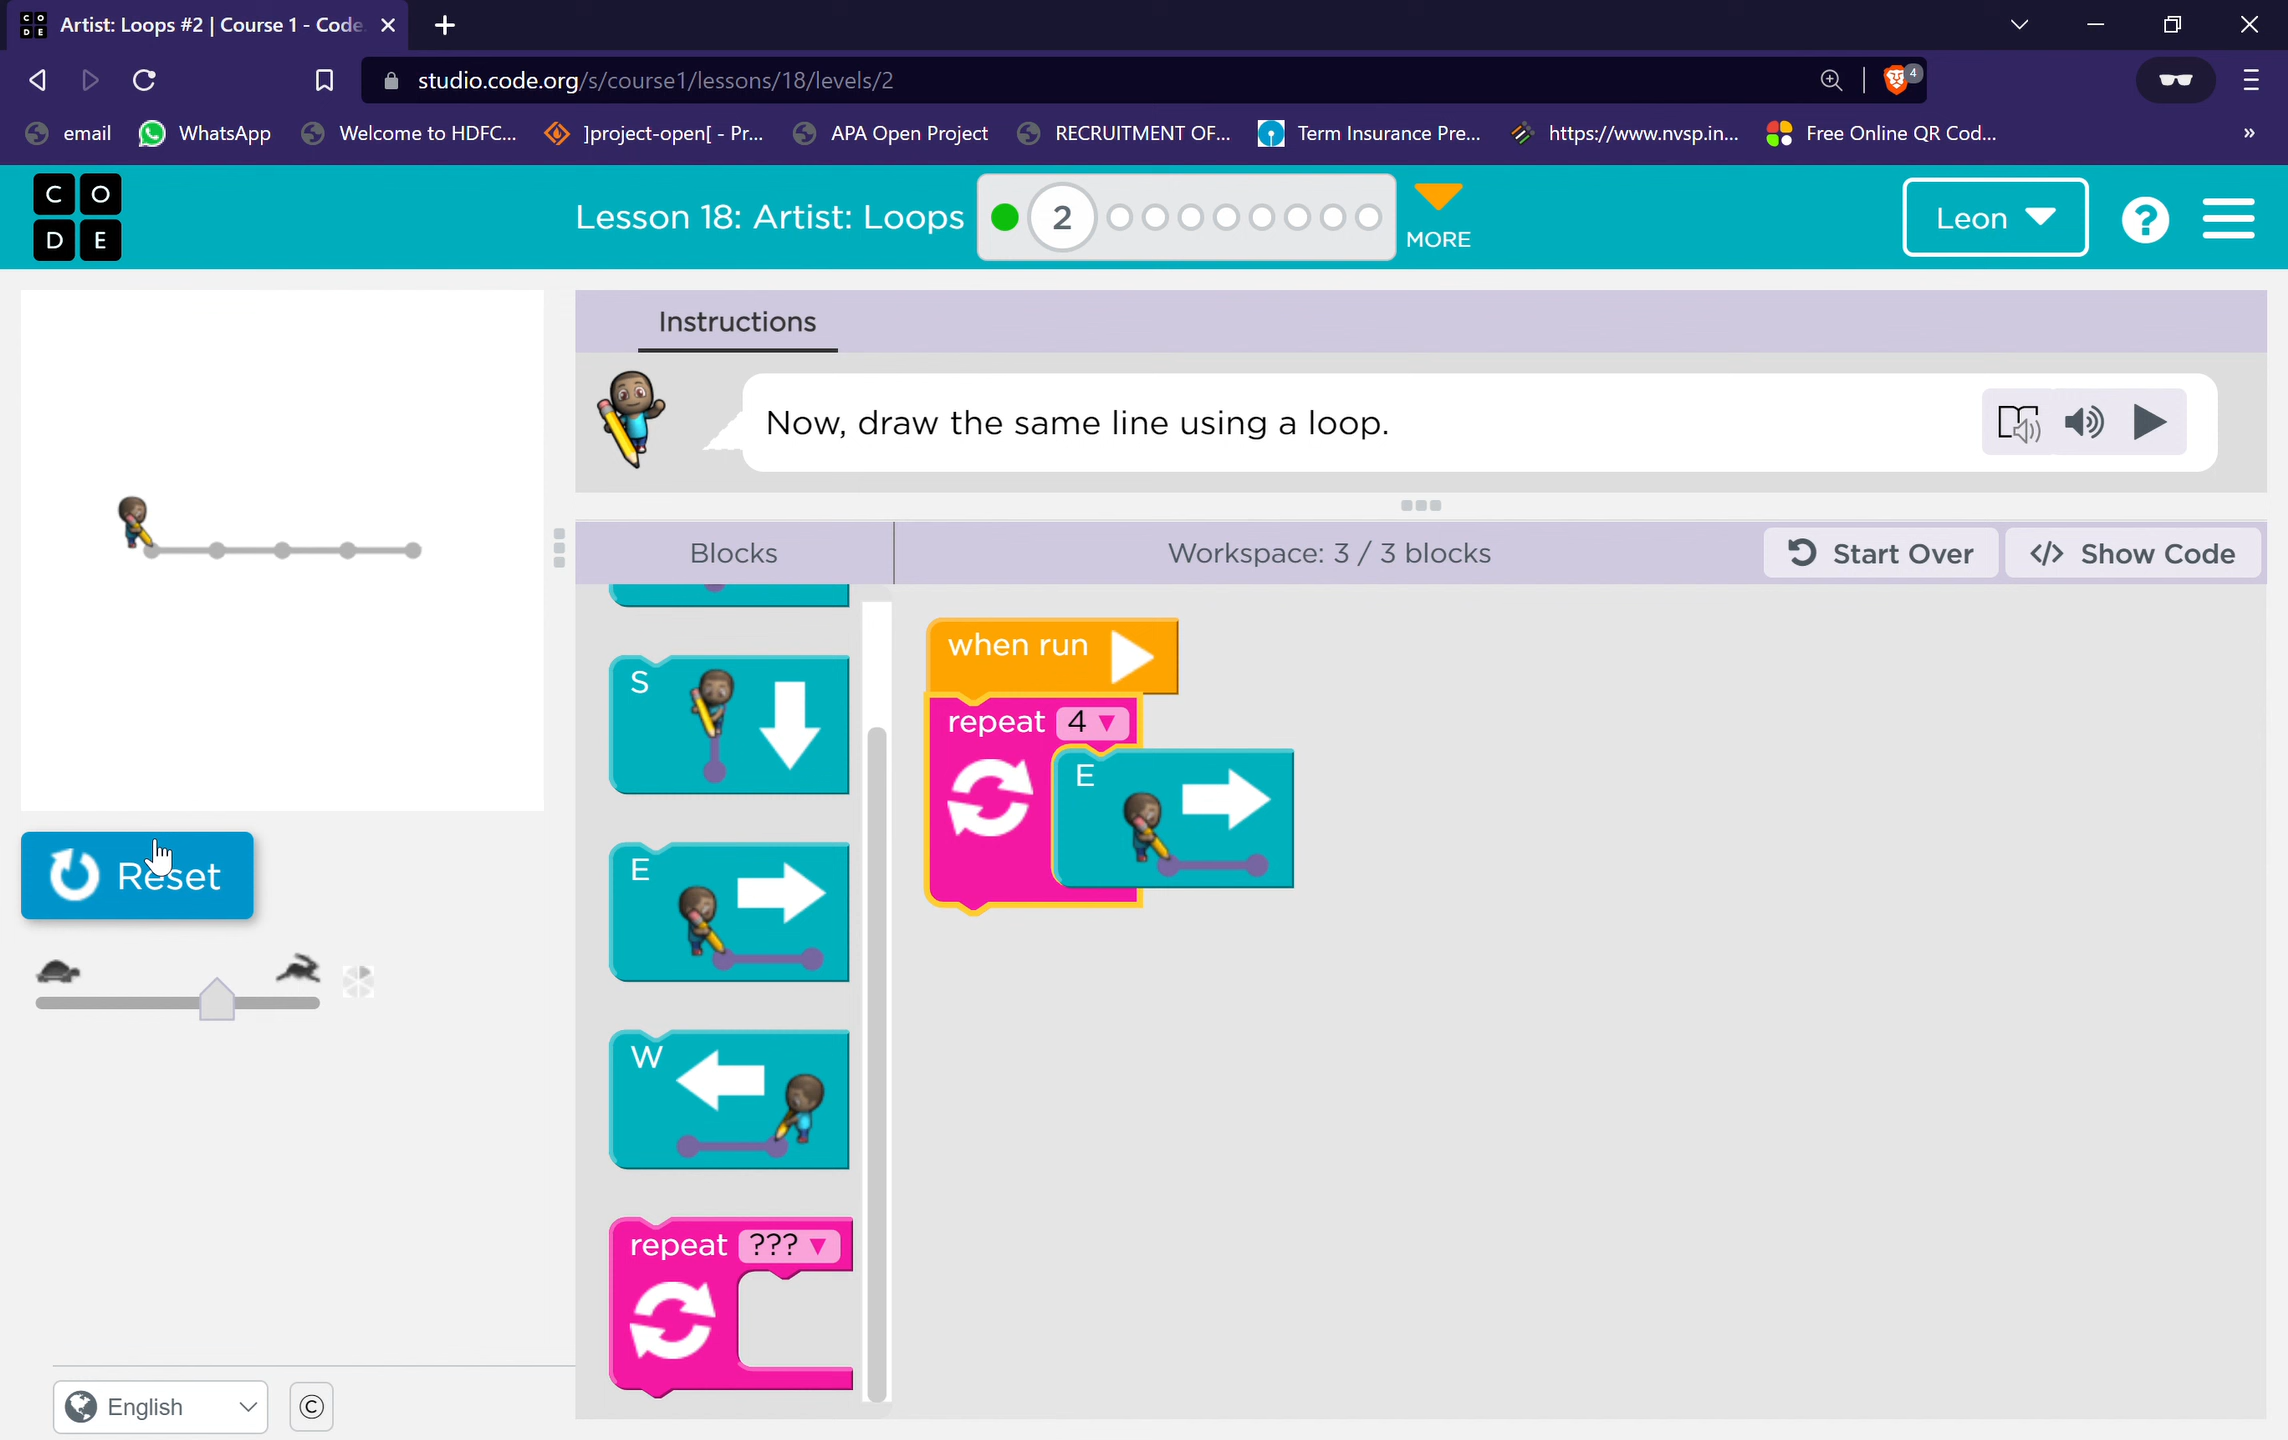 Artist: Loops #2 | Course 1 - Code
studio.code.org/s/course1/lessons/18/levels/2
4
email
WhatsApp
Welcome to HDFC...
]project-open[ - Pr...
APA Open Project
RECRUITMENT OF...
Term Insurance Pre...
https://www.nvsp.in...
Free Online QR Cod...
»
C O
D E
Lesson 18: Artist: Loops
2
MORE
Leon
?
Instructions
Now, draw the same line using a loop.
Blocks
Workspace: 3 / 3 blocks
Start Over
</> Show Code
when run
repeat 4
E
S
E
W
repeat ???
Reset
English
©